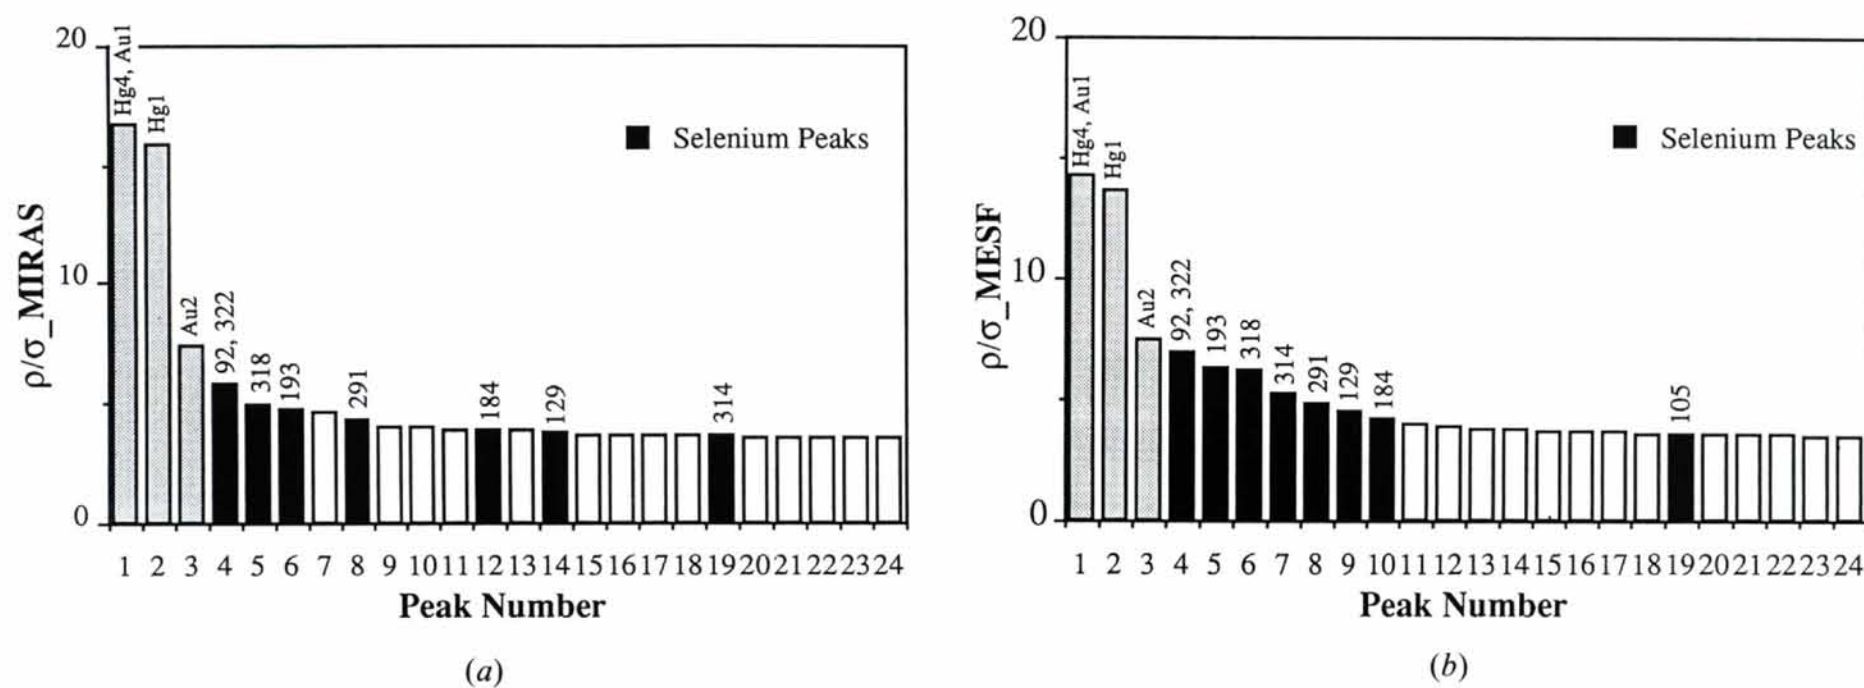 20
10
0
ρ/σ_MIRAS
Hg4, Au1
Hg1
Au2
92, 322
318
193
291
184
129
314
Selenium Peaks
1 2 3 4 5 6 7 8 9 10 11 12 13 14 15 16 17 18 19 20 21 22 23 24
Peak Number
(a)
20
10
0
ρ/σ_MESF
Hg4, Au1
Hg1
Au2
92, 322
193
318
314
291
129
184
105
Selenium Peaks
1 2 3 4 5 6 7 8 9 10 11 12 13 14 15 16 17 18 19 20 21 22 23 24
Peak Number
(b)